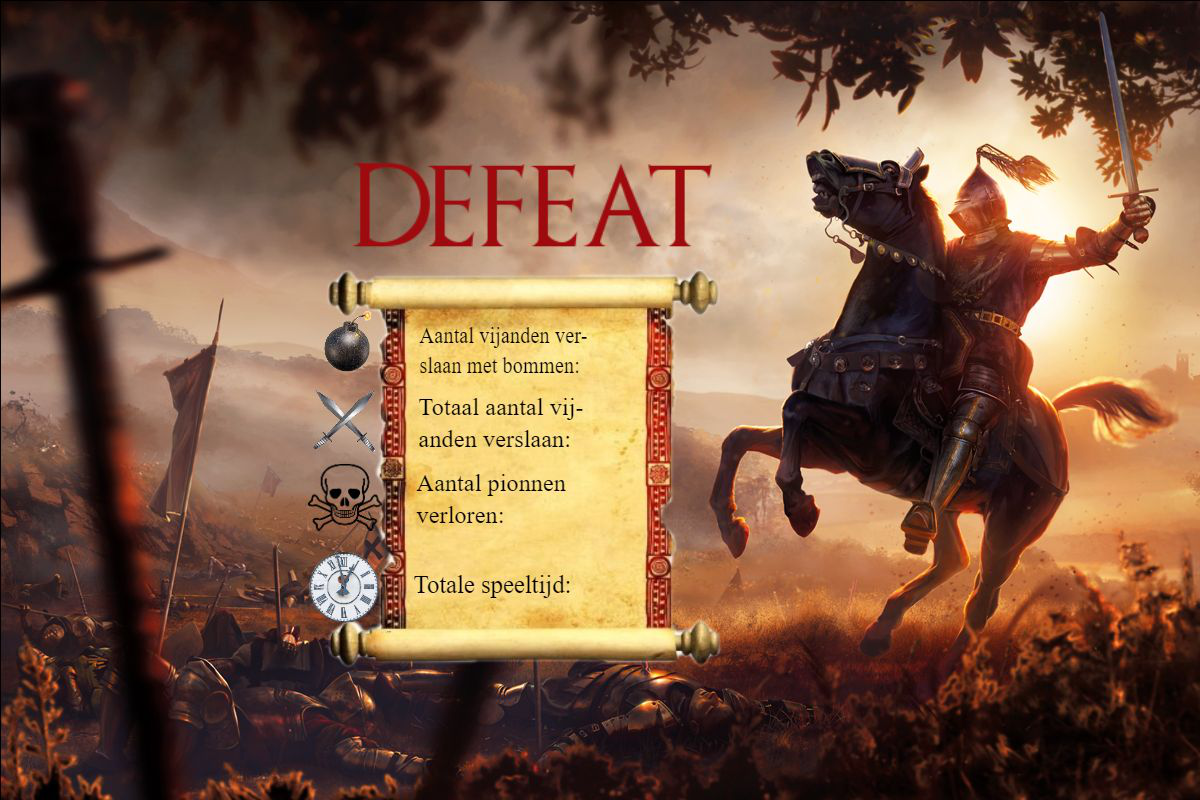 DEFEAT
Aantal vijanden ver-
slaan met bommen:
Totaal aantal vij-
anden verslaan:
Aantal pionnen
verloren:
Totale speeltijd: